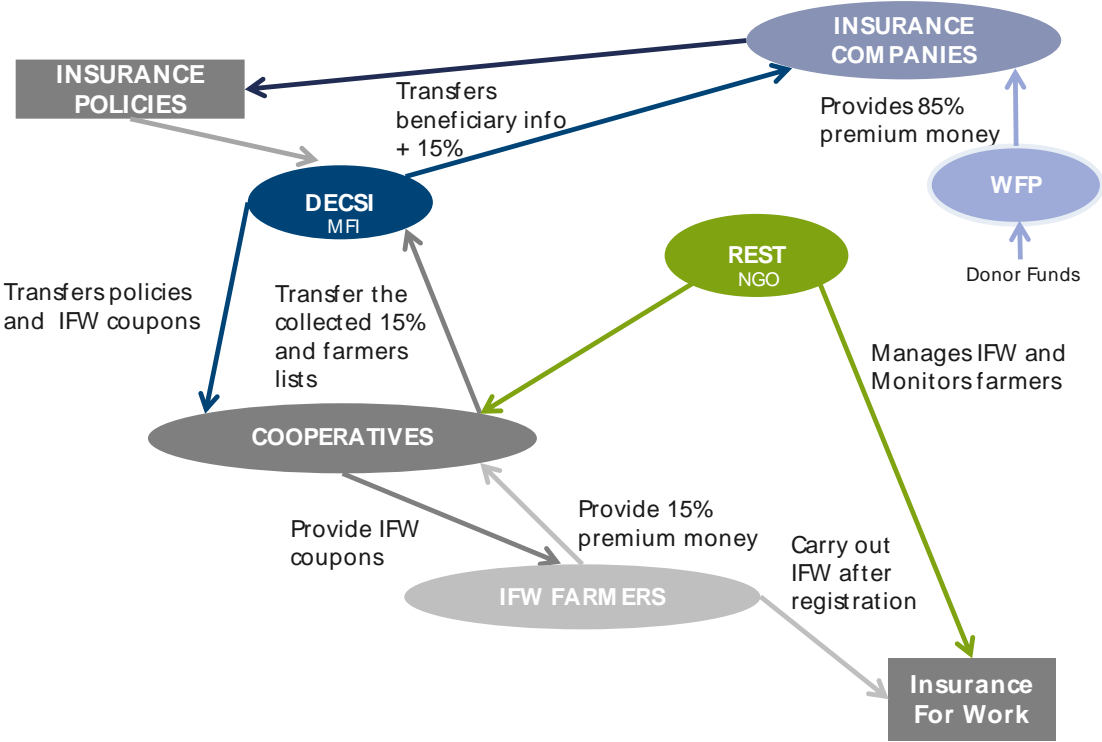 INSURANCE
COMPANIES
INSURANCE
POLICIES
Transfers
beneficiary info
+ 15%
Provides 85%
premium money
WFP
Donor Funds
DECSI
MFI
REST
NGO
Transfers policies
and IFW coupons
Transfer the
collected 15%
and farmers
lists
Manages IFW and
Monitors farmers
COOPERATIVES
Provide IFW
coupons
Provide 15%
premium money
Carry out
IFW after
registration
IFW FARMERS
Insurance
For Work